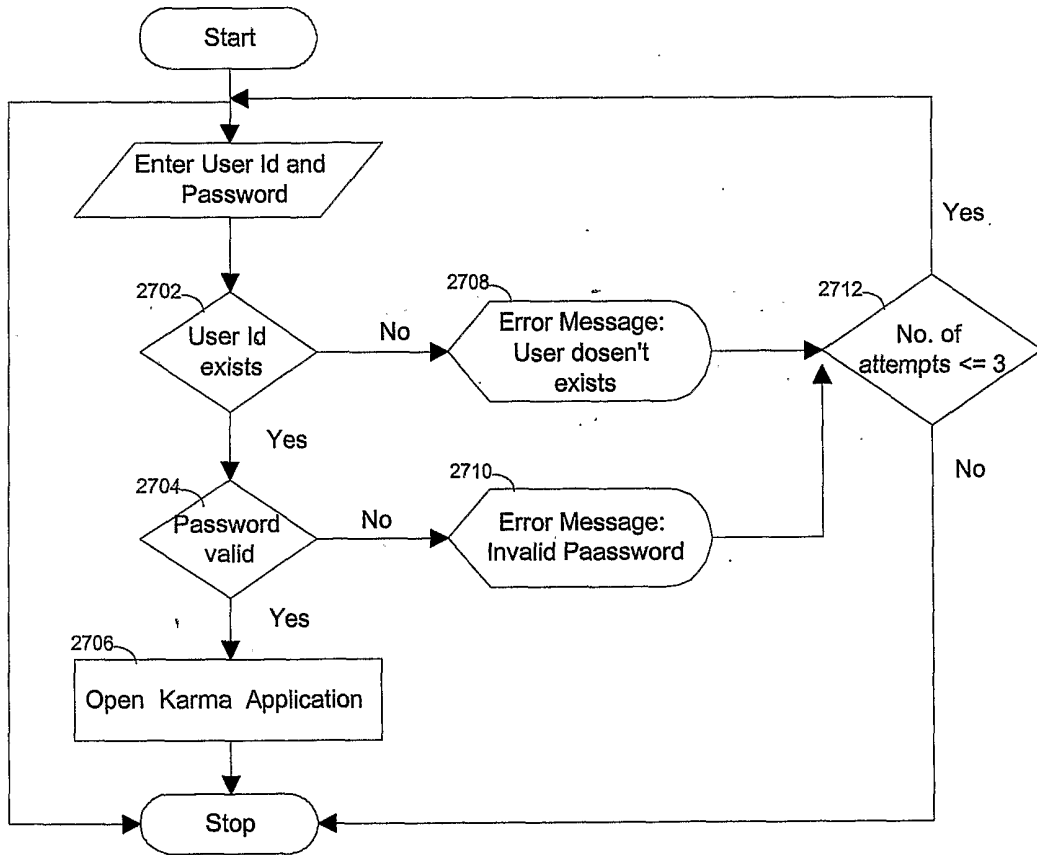 Start
Enter User Id and
Password
Yes
2702
User Id
exists
No
2708
Error Message:
User dosen't
exists
2712
No. of
attempts <= 3
Yes
No
2704
Password
valid
No
2710
Error Message:
Invalid Paassword
Yes
2706
Open Karma Application
Stop